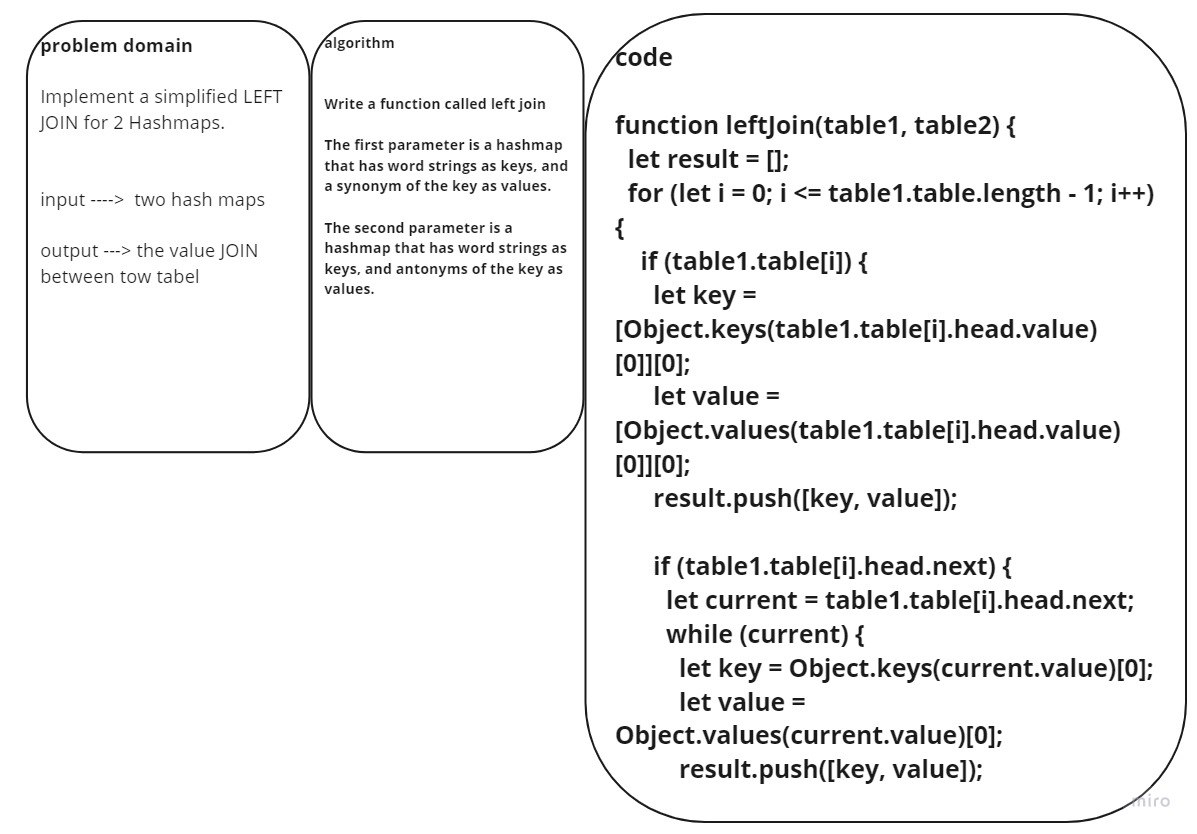 problem domain
Implement a simplified LEFT
JOIN for 2 Hashmaps.
input ----> two hash maps
output ---> the value JOIN
between tow tabel
algorithm
Write a function called left join
The first parameter is a hashmap
that has word strings as keys, and
a synonym of the key as values.
The second parameter is a
hashmap that has word strings as
keys, and antonyms of the key as
values.
code
function leftJoin(table1, table2) {
let result = [];
for (let i = 0; i <= table1.table.length - 1; i++)
{
if (table1.table[i]) {
let key =
[Object.keys(table1.table[i].head.value)
[0]][0];
let value =
[Object.values(table1.table[i].head.value)
[0]][0];
result.push([key, value]);
if (table1.table[i].head.next) {
let current = table1.table[i].head.next;
while (current) {
let key = Object.keys(current.value)[0];
let value =
Object.values(current.value)[0];
result.push([key, value]);
miro